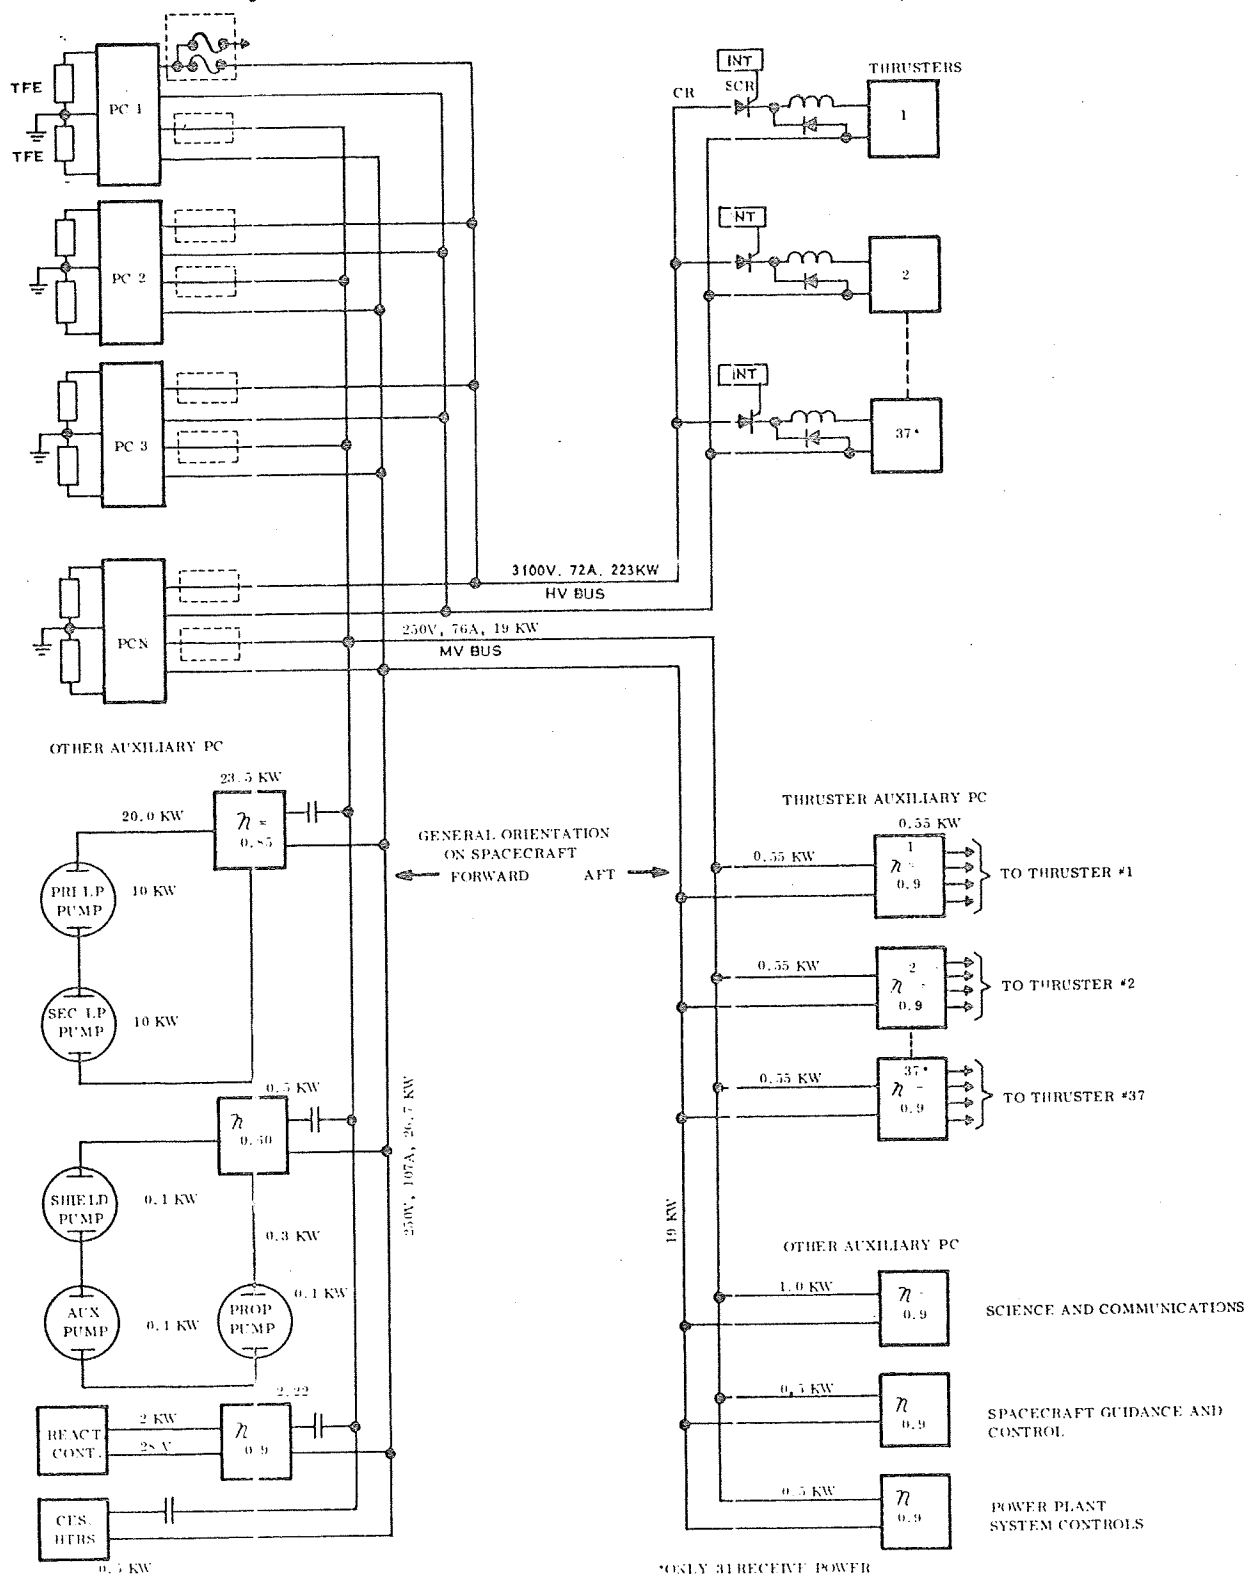 TFE
TFE
PC 1
PC 2
PC 3
PC N
INT
CR
SCR
THRUSTERS
1
INT
2
INT
37*
3100V, 72A, 223KW
HV BUS
250V, 76A, 19 KW
MV BUS
OTHER AUXILIARY PC
23.5 KW
20.0 KW
η =
0.85
PRI LP
PUMP
10 KW
SEC LP
PUMP
10 KW
0.5 KW
η
0.60
SHIELD
PUMP
0.1 KW
0.3 KW
AUX
PUMP
0.1 KW
PROP
PUMP
0.1 KW
2.22
REACT
CONT.
2 KW
28 V
η
0.9
CES.
HTRS
0.5 KW
250V, 107A, 26.7 KW
GENERAL ORIENTATION
ON SPACECRAFT
FORWARD AFT
19 KW
THRUSTER AUXILIARY PC
0.55 KW
0.55 KW
1
η =
0.9
TO THRUSTER #1
0.55 KW
2
η =
0.9
TO THRUSTER #2
0.55 KW
37*
η =
0.9
TO THRUSTER #37
OTHER AUXILIARY PC
1.0 KW
η =
0.9
SCIENCE AND COMMUNICATIONS
0.5 KW
η
0.9
SPACECRAFT GUIDANCE AND
CONTROL
0.5 KW
η
0.9
POWER PLANT
SYSTEM CONTROLS
*ONLY 31 RECEIVE POWER